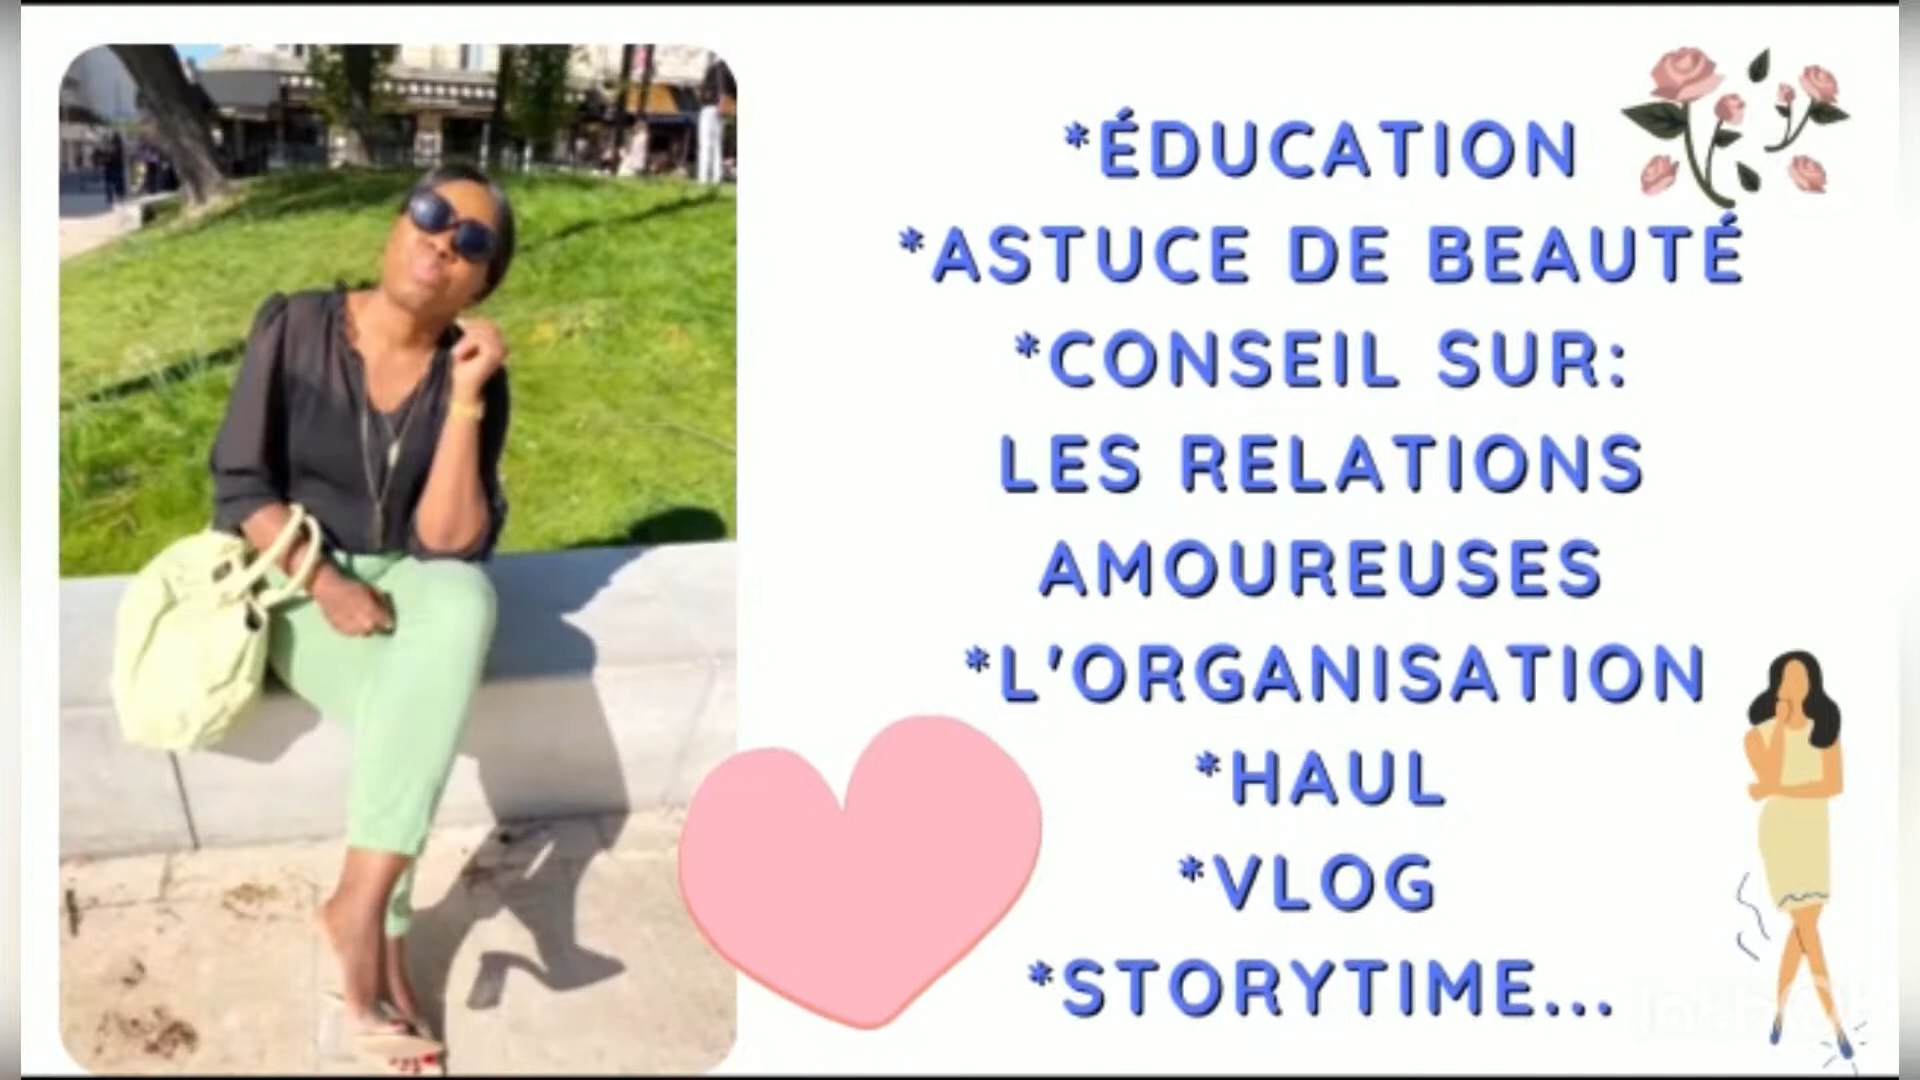 *ÉDUCATION
*ASTUCE DE BEAUTÉ
*CONSEIL SUR:
LES RELATIONS
AMOUREUSES
*L'ORGANISATION
*HAUL
*VLOG
*STORYTIME...